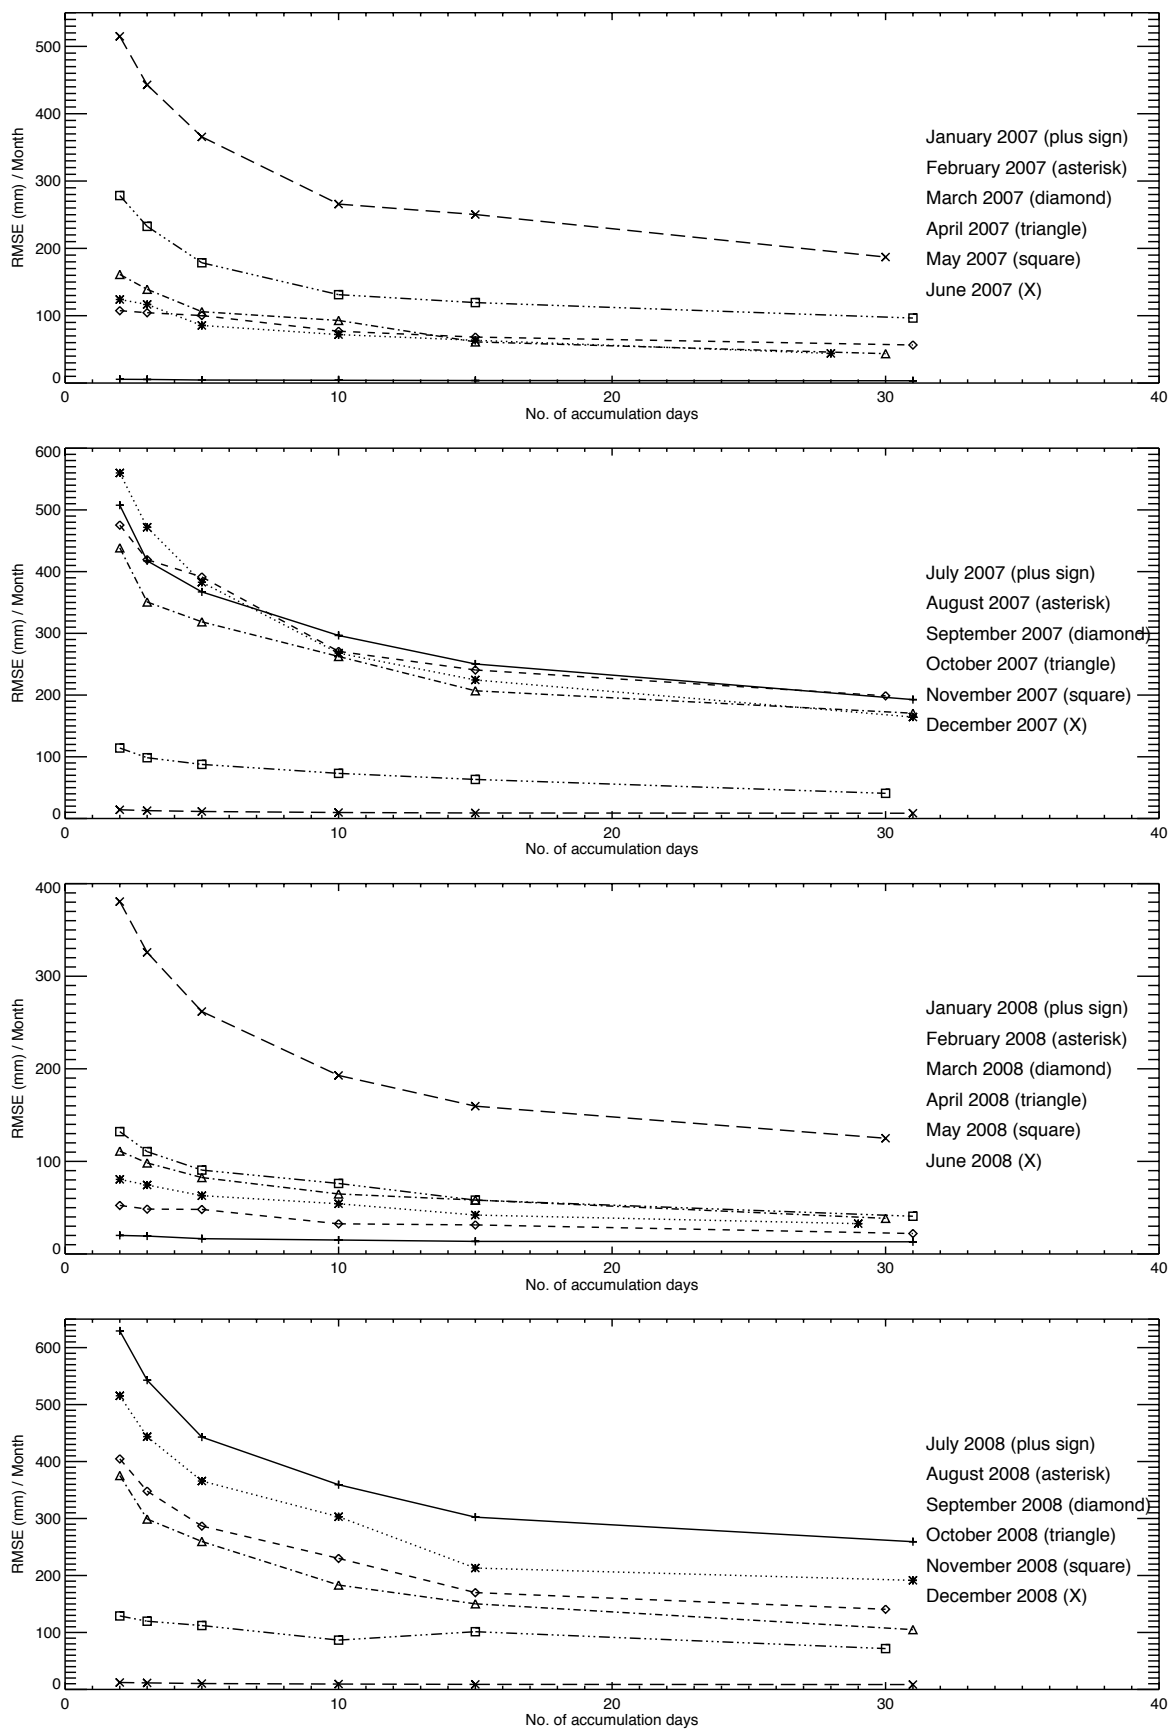 500
400
300
200
100
0
RMSE (mm) / Month
January 2007 (plus sign)
February 2007 (asterisk)
March 2007 (diamond)
April 2007 (triangle)
May 2007 (square)
June 2007 (X)
0 10 20 30 40
No. of accumulation days
600
500
400
300
200
100
0
RMSE (mm) / Month
July 2007 (plus sign)
August 2007 (asterisk)
September 2007 (diamond)
October 2007 (triangle)
November 2007 (square)
December 2007 (X)
0 10 20 30 40
No. of accumulation days
400
300
200
100
0
RMSE (mm) / Month
January 2008 (plus sign)
February 2008 (asterisk)
March 2008 (diamond)
April 2008 (triangle)
May 2008 (square)
June 2008 (X)
0 10 20 30 40
No. of accumulation days
600
500
400
300
200
100
0
RMSE (mm) / Month
July 2008 (plus sign)
August 2008 (asterisk)
September 2008 (diamond)
October 2008 (triangle)
November 2008 (square)
December 2008 (X)
0 10 20 30 40
No. of accumulation days